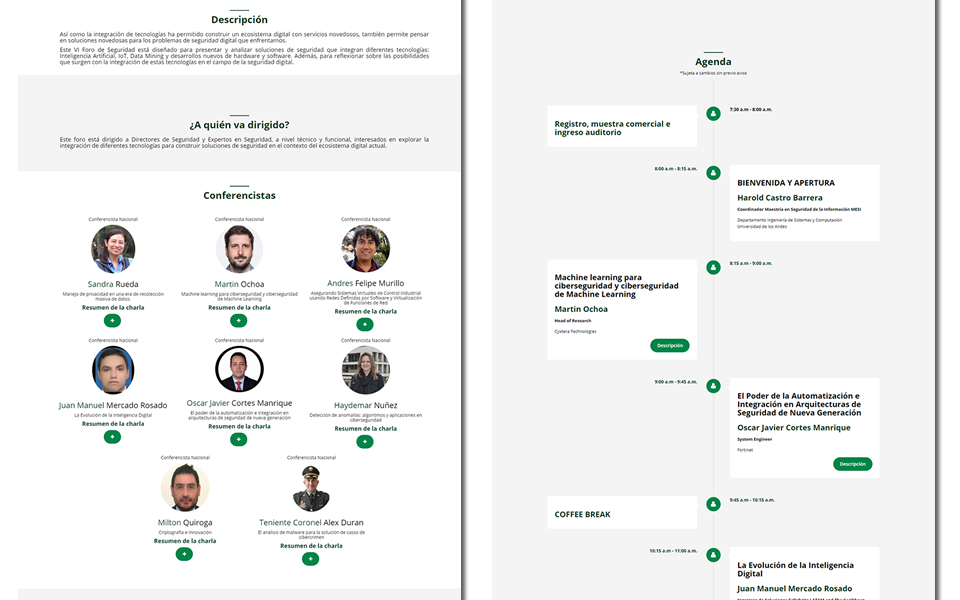 Descripción
Así como la integración de tecnologías ha permitido construir un ecosistema digital con servicios novedosos, también permite pensar
en soluciones novedosas para los problemas de seguridad digital que enfrentamos.
Este VI Foro de Seguridad está diseñado para presentar y analizar soluciones de seguridad que integran diferentes tecnologías:
Inteligencia Artificial, IoT, Data Mining y desarrollos nuevos de hardware y software. Además, para reflexionar sobre las posibilidades
que surgen con la integración de estas tecnologías en el campo de la seguridad digital.
¿A quién va dirigido?
Este foro está dirigido a Directores de Seguridad y Expertos en Seguridad, a nivel técnico y funcional, interesados en explorar la
integración de diferentes tecnologías para construir soluciones de seguridad en el contexto del ecosistema digital actual.
Conferencistas
Conferencista Nacional
Sandra Rueda
Manejo de privacidad en una era de recolección
masiva de datos
Resumen de la charla
+
Conferencista Nacional
Martin Ochoa
Machine learning para ciberseguridad y ciberseguridad
de Machine Learning
Resumen de la charla
+
Conferencista Nacional
Andres Felipe Murillo
Asegurando Sistemas Virtuales de Control Industrial
usando Redes Definidas por Software y Virtualización
de Funciones de Red
Resumen de la charla
+
Juan Manuel Mercado Rosado
La Evolución de la Inteligencia Digital
Resumen de la charla
+
Oscar Javier Cortes Manrique
El poder de la automatización e integración en
arquitecturas de seguridad de nueva generación
Resumen de la charla
+
Haydemar Nuñez
Detección de anomalías: algoritmos y aplicaciones en
ciberseguridad
Resumen de la charla
+
Conferencista Nacional
Milton Quiroga
Criptografía e innovación
Resumen de la charla
+
Conferencista Nacional
Teniente Coronel Alex Duran
El análisis de malware para la solución de casos de
cibercrimen
Resumen de la charla
+
Agenda
*Sujeta a cambios sin previo aviso
7:30 a.m - 8:00 a.m.
Registro, muestra comercial e
ingreso auditorio
8:00 a.m - 8:15 a.m.
BIENVENIDA Y APERTURA
Harold Castro Barrera
Coordinador Maestría en Seguridad de la Información MESI
Departamento Ingeniería de Sistemas y Computación
Universidad de los Andes
8:15 a.m - 9:00 a.m.
Machine learning para
ciberseguridad y ciberseguridad
de Machine Learning
Martin Ochoa
Head of Research
Cyxtera Technologies
Descripción
9:00 a.m - 9:45 a.m.
El Poder de la Automatización e
Integración en Arquitecturas de
Seguridad de Nueva Generación
Oscar Javier Cortes Manrique
System Engineer
Fortinet
Descripción
9:45 a.m - 10:15 a.m.
COFFEE BREAK
10:15 a.m - 11:00 a.m.
La Evolución de la Inteligencia
Digital
Juan Manuel Mercado Rosado